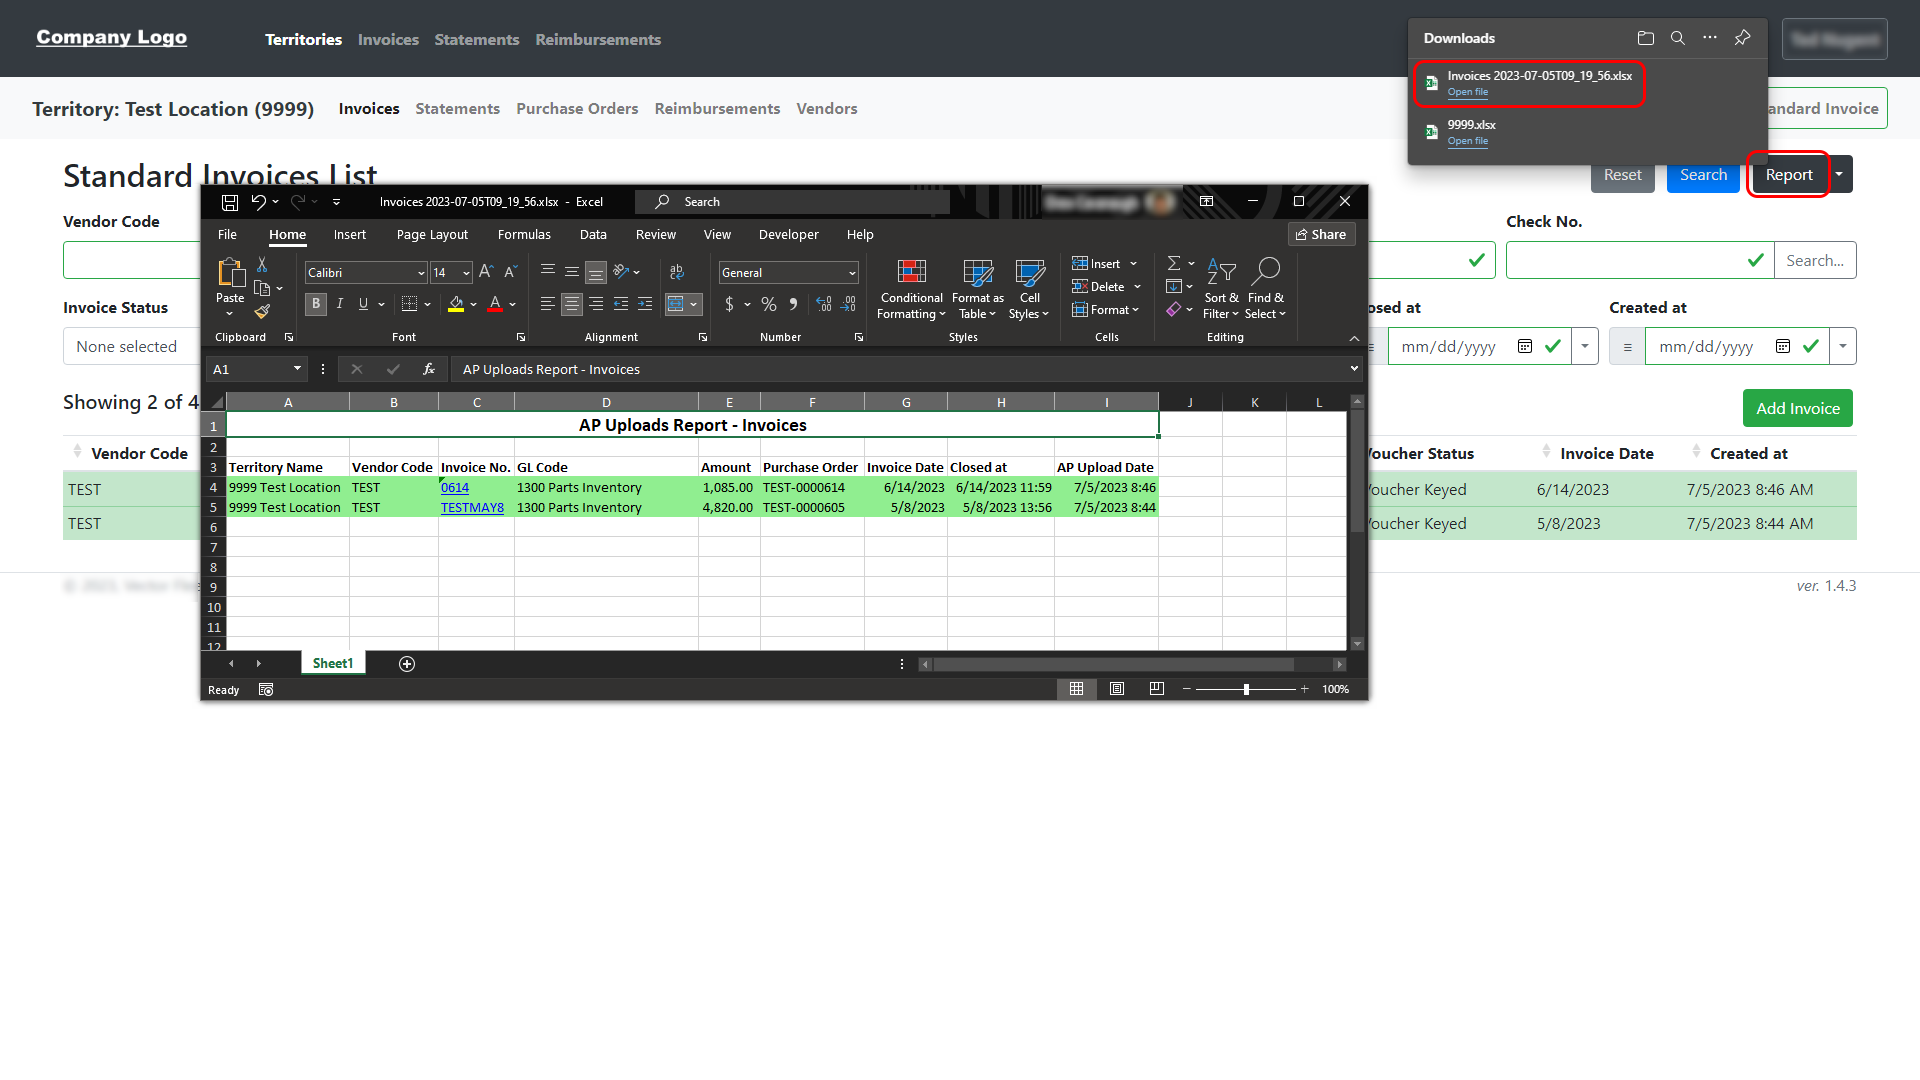 Company Logo
Territories Invoices Statements Reimbursements
Downloads
Invoices 2023-07-05T09_19_56.xlsx
Open file
9999.xlsx
Open file
Territory: Test Location (9999) Invoices Statements Purchase Orders Reimbursements Vendors
andard Invoice
Standard Invoices List
Reset Search Report
Vendor Code
Check No.
Search...
Invoice Status
None selected
osed at
mm/dd/yyyy
Created at
mm/dd/yyyy
Showing 2 of 4
Add Invoice
Vendor Code
oucher Status Invoice Date Created at
TEST
oucher Keyed 6/14/2023 7/5/2023 8:46 AM
TEST
oucher Keyed 5/8/2023 7/5/2023 8:44 AM
ver. 1.4.3
Invoices 2023-07-05T09_19_56.xlsx - Excel
Search
File Home Insert Page Layout Formulas Data Review View Developer Help
Share
Paste
Clipboard
Calibri 14
B I U
A
Font
ab
Alignment
General
$ % 9
Number
Conditional Formatting
Format as Table
Cell Styles
Styles
Insert
Delete
Format
Cells
Sort & Filter
Find & Select
Editing
A1
fx
AP Uploads Report - Invoices
A B C D E F G H I J K L
1 AP Uploads Report - Invoices
2
3 Territory Name Vendor Code Invoice No. GL Code Amount Purchase Order Invoice Date Closed at AP Upload Date
4 9999 Test Location TEST 0614 1300 Parts Inventory 1,085.00 TEST-0000614 6/14/2023 6/14/2023 11:59 7/5/2023 8:46
5 9999 Test Location TEST TESTMAY8 1300 Parts Inventory 4,820.00 TEST-0000605 5/8/2023 5/8/2023 13:56 7/5/2023 8:44
6
7
8
9
10
11
12
Sheet1
Ready
100%